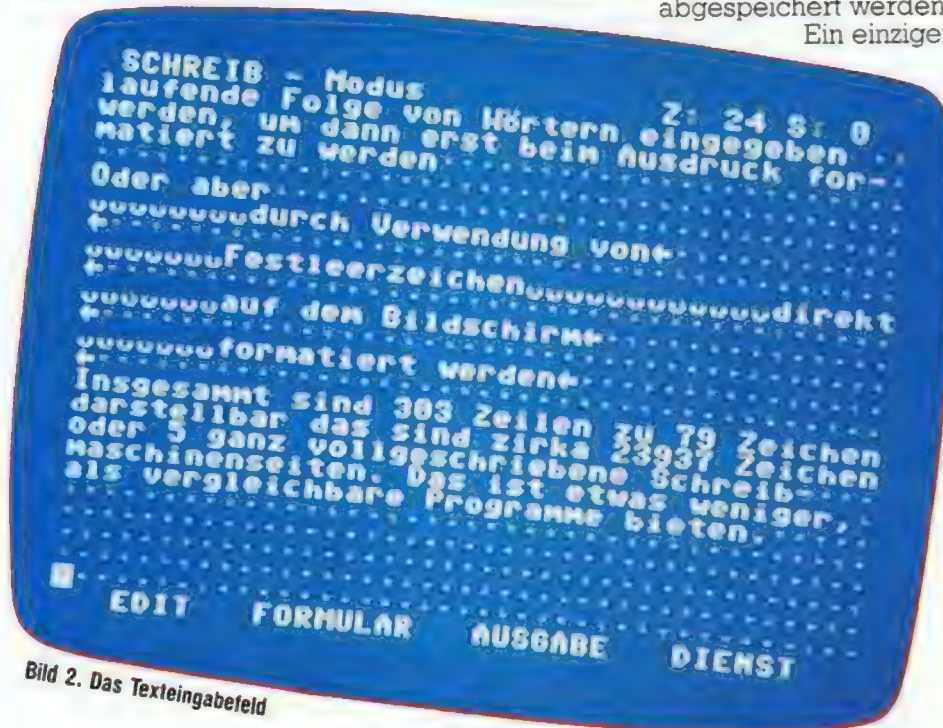 abgespeichert werden
Ein einziger
SCHREIB - Modus Z: 24 S: 0
laufende Folge von Wörtern eingegeben
werden, um dann erst beim Ausdruck for-
matiert zu werden
Oder aber
durch Verwendung von←
←
Festleerzeichen direkt
auf dem Bildschirm←
←
formatiert werden←
←
Insgesammt sind 303 Zeilen zu 79 Zeichen
darstellbar das sind zirka 23937 Zeichen
oder 5 ganz vollgeschriebene Schreib-
maschinenseiten. Das ist etwas weniger,
als vergleichbare Programme bieten.
EDIT FORMULAR AUSGABE DIENST
Bild 2. Das Texteingabefeld